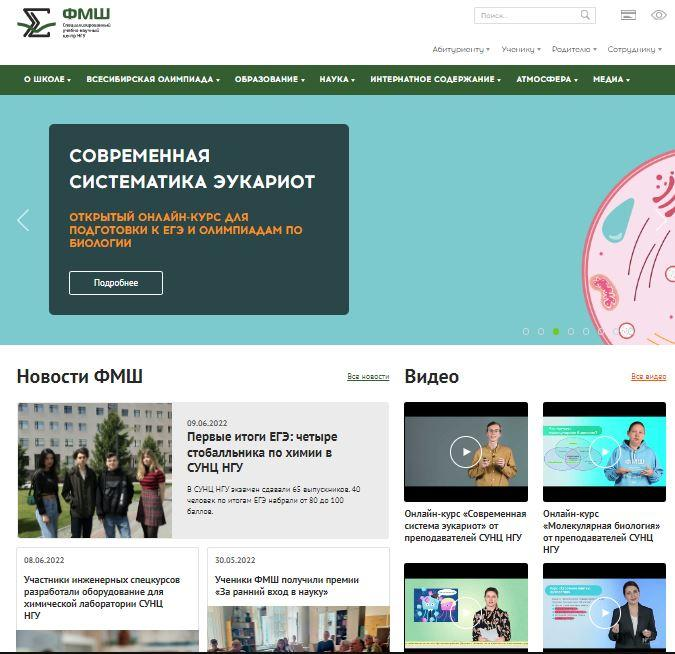 ФМШ
Специализированный
учебно-научный
центр НГУ
Поиск...
Абитуриенту
Ученику
Родителю
Сотруднику
О ШКОЛЕ
ВСЕСИБИРСКАЯ ОЛИМПИАДА
ОБРАЗОВАНИЕ
НАУКА
ИНТЕРНАТНОЕ СОДЕРЖАНИЕ
АТМОСФЕРА
МЕДИА
СОВРЕМЕННАЯ
СИСТЕМАТИКА ЭУКАРИОТ
ОТКРЫТЫЙ ОНЛАЙН-КУРС ДЛЯ
ПОДГОТОВКИ К ЕГЭ И ОЛИМПИАДАМ ПО
БИОЛОГИИ
Подробнее
Новости ФМШ
Все новости
09.06.2022
Первые итоги ЕГЭ: четыре
стобалльника по химии в
СУНЦ НГУ
В СУНЦ НГУ экзамен сдавали 65 выпускников. 40
человек по итогам ЕГЭ набрали от 80 до 100
баллов.
08.06.2022
Участники инженерных спецкурсов
разработали оборудование для
химической лаборатории СУНЦ
НГУ
30.05.2022
Ученики ФМШ получили премии
«За ранний вход в науку»
Видео
Все видео
Онлайн-курс «Современная
система эукариот» от
преподавателей СУНЦ НГУ
Онлайн-курс
«Молекулярная биология»
от преподавателей СУНЦ
НГУ